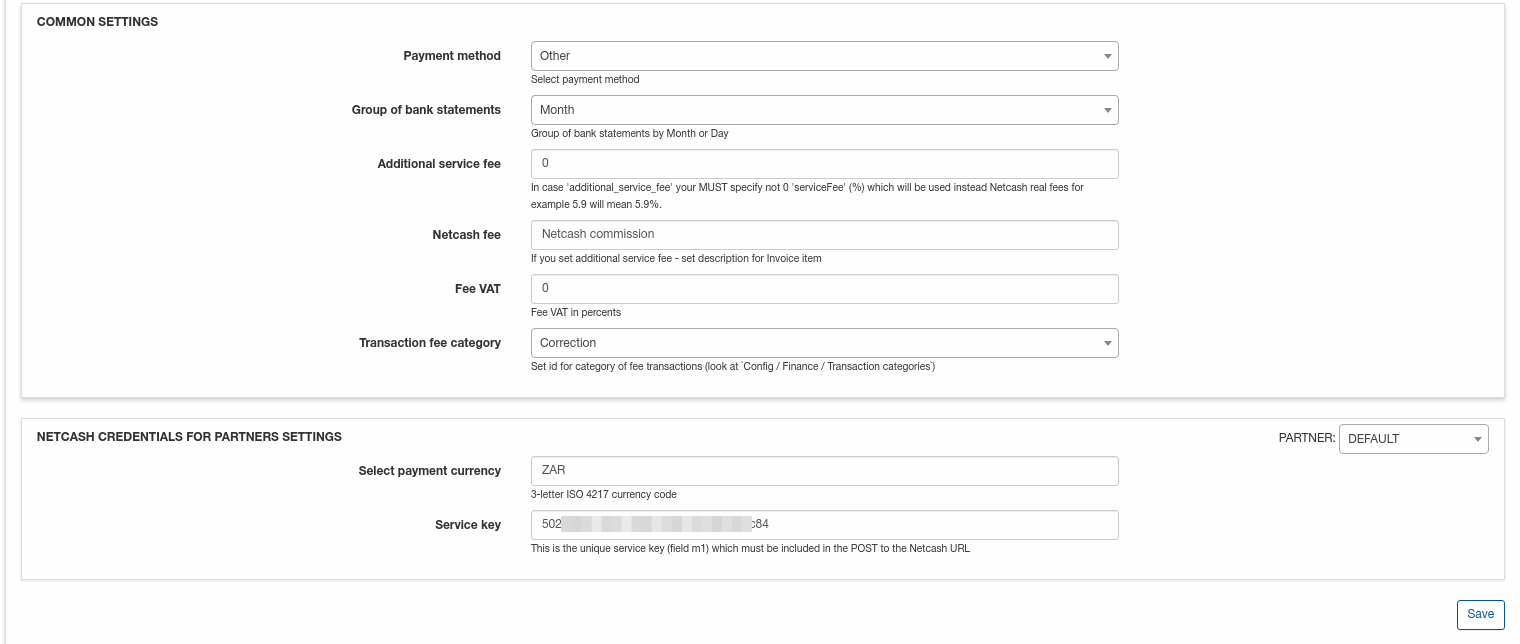 COMMON SETTINGS
Payment method
Other
Select payment method
Group of bank statements
Month
Group of bank statements by Month or Day
Additional service fee
0
In case 'additional_service_fee' your MUST specify not 0 'serviceFee' (%) which will be used instead Netcash real fees for
example 5.9 will mean 5.9%.
Netcash fee
Netcash commission
If you set additional service fee - set description for Invoice item
Fee VAT
0
Fee VAT in percents
Transaction fee category
Correction
Set id for category of fee transactions (look at `Config / Finance / Transaction categories`)
NETCASH CREDENTIALS FOR PARTNERS SETTINGS
PARTNER: DEFAULT
Select payment currency
ZAR
3-letter ISO 4217 currency code
Service key
502 c84
This is the unique service key (field m1) which must be included in the POST to the Netcash URL
Save